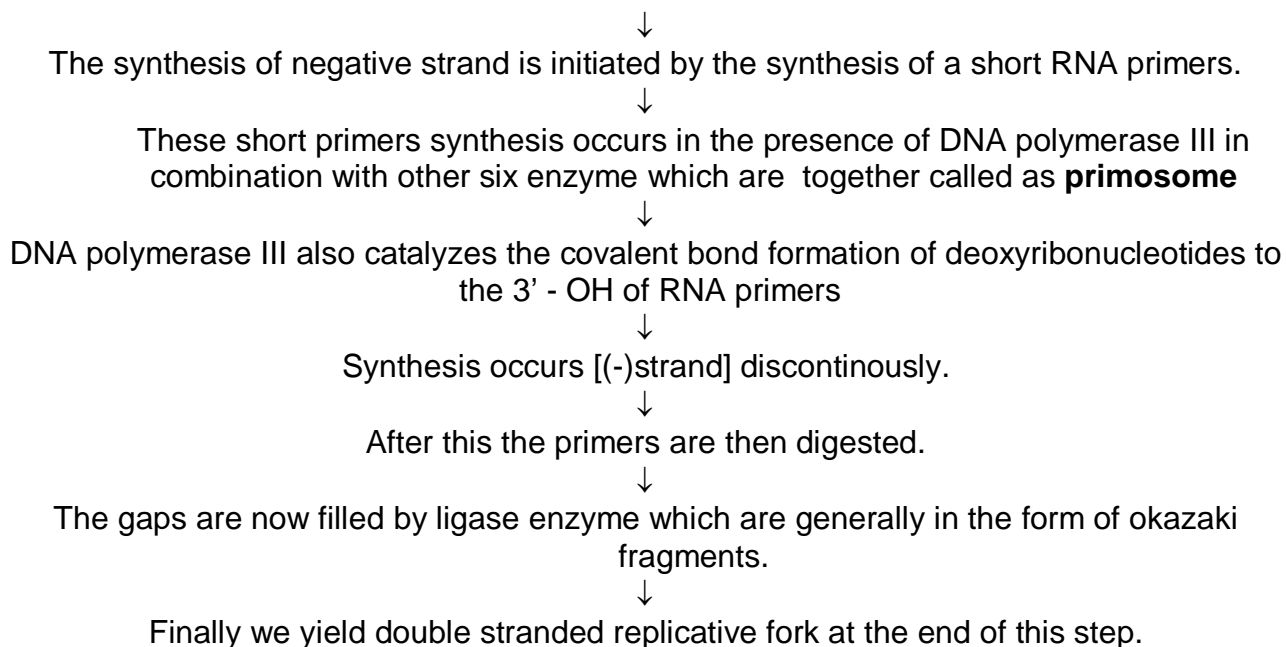 ↓
The synthesis of negative strand is initiated by the synthesis of a short RNA primers.
↓
These short primers synthesis occurs in the presence of DNA polymerase III in
combination with other six enzyme which are together called as primosome
↓
DNA polymerase III also catalyzes the covalent bond formation of deoxyribonucleotides to
the 3’ - OH of RNA primers
↓
Synthesis occurs [(-)strand] discontinously.
↓
After this the primers are then digested.
↓
The gaps are now filled by ligase enzyme which are generally in the form of okazaki
fragments.
↓
Finally we yield double stranded replicative fork at the end of this step.